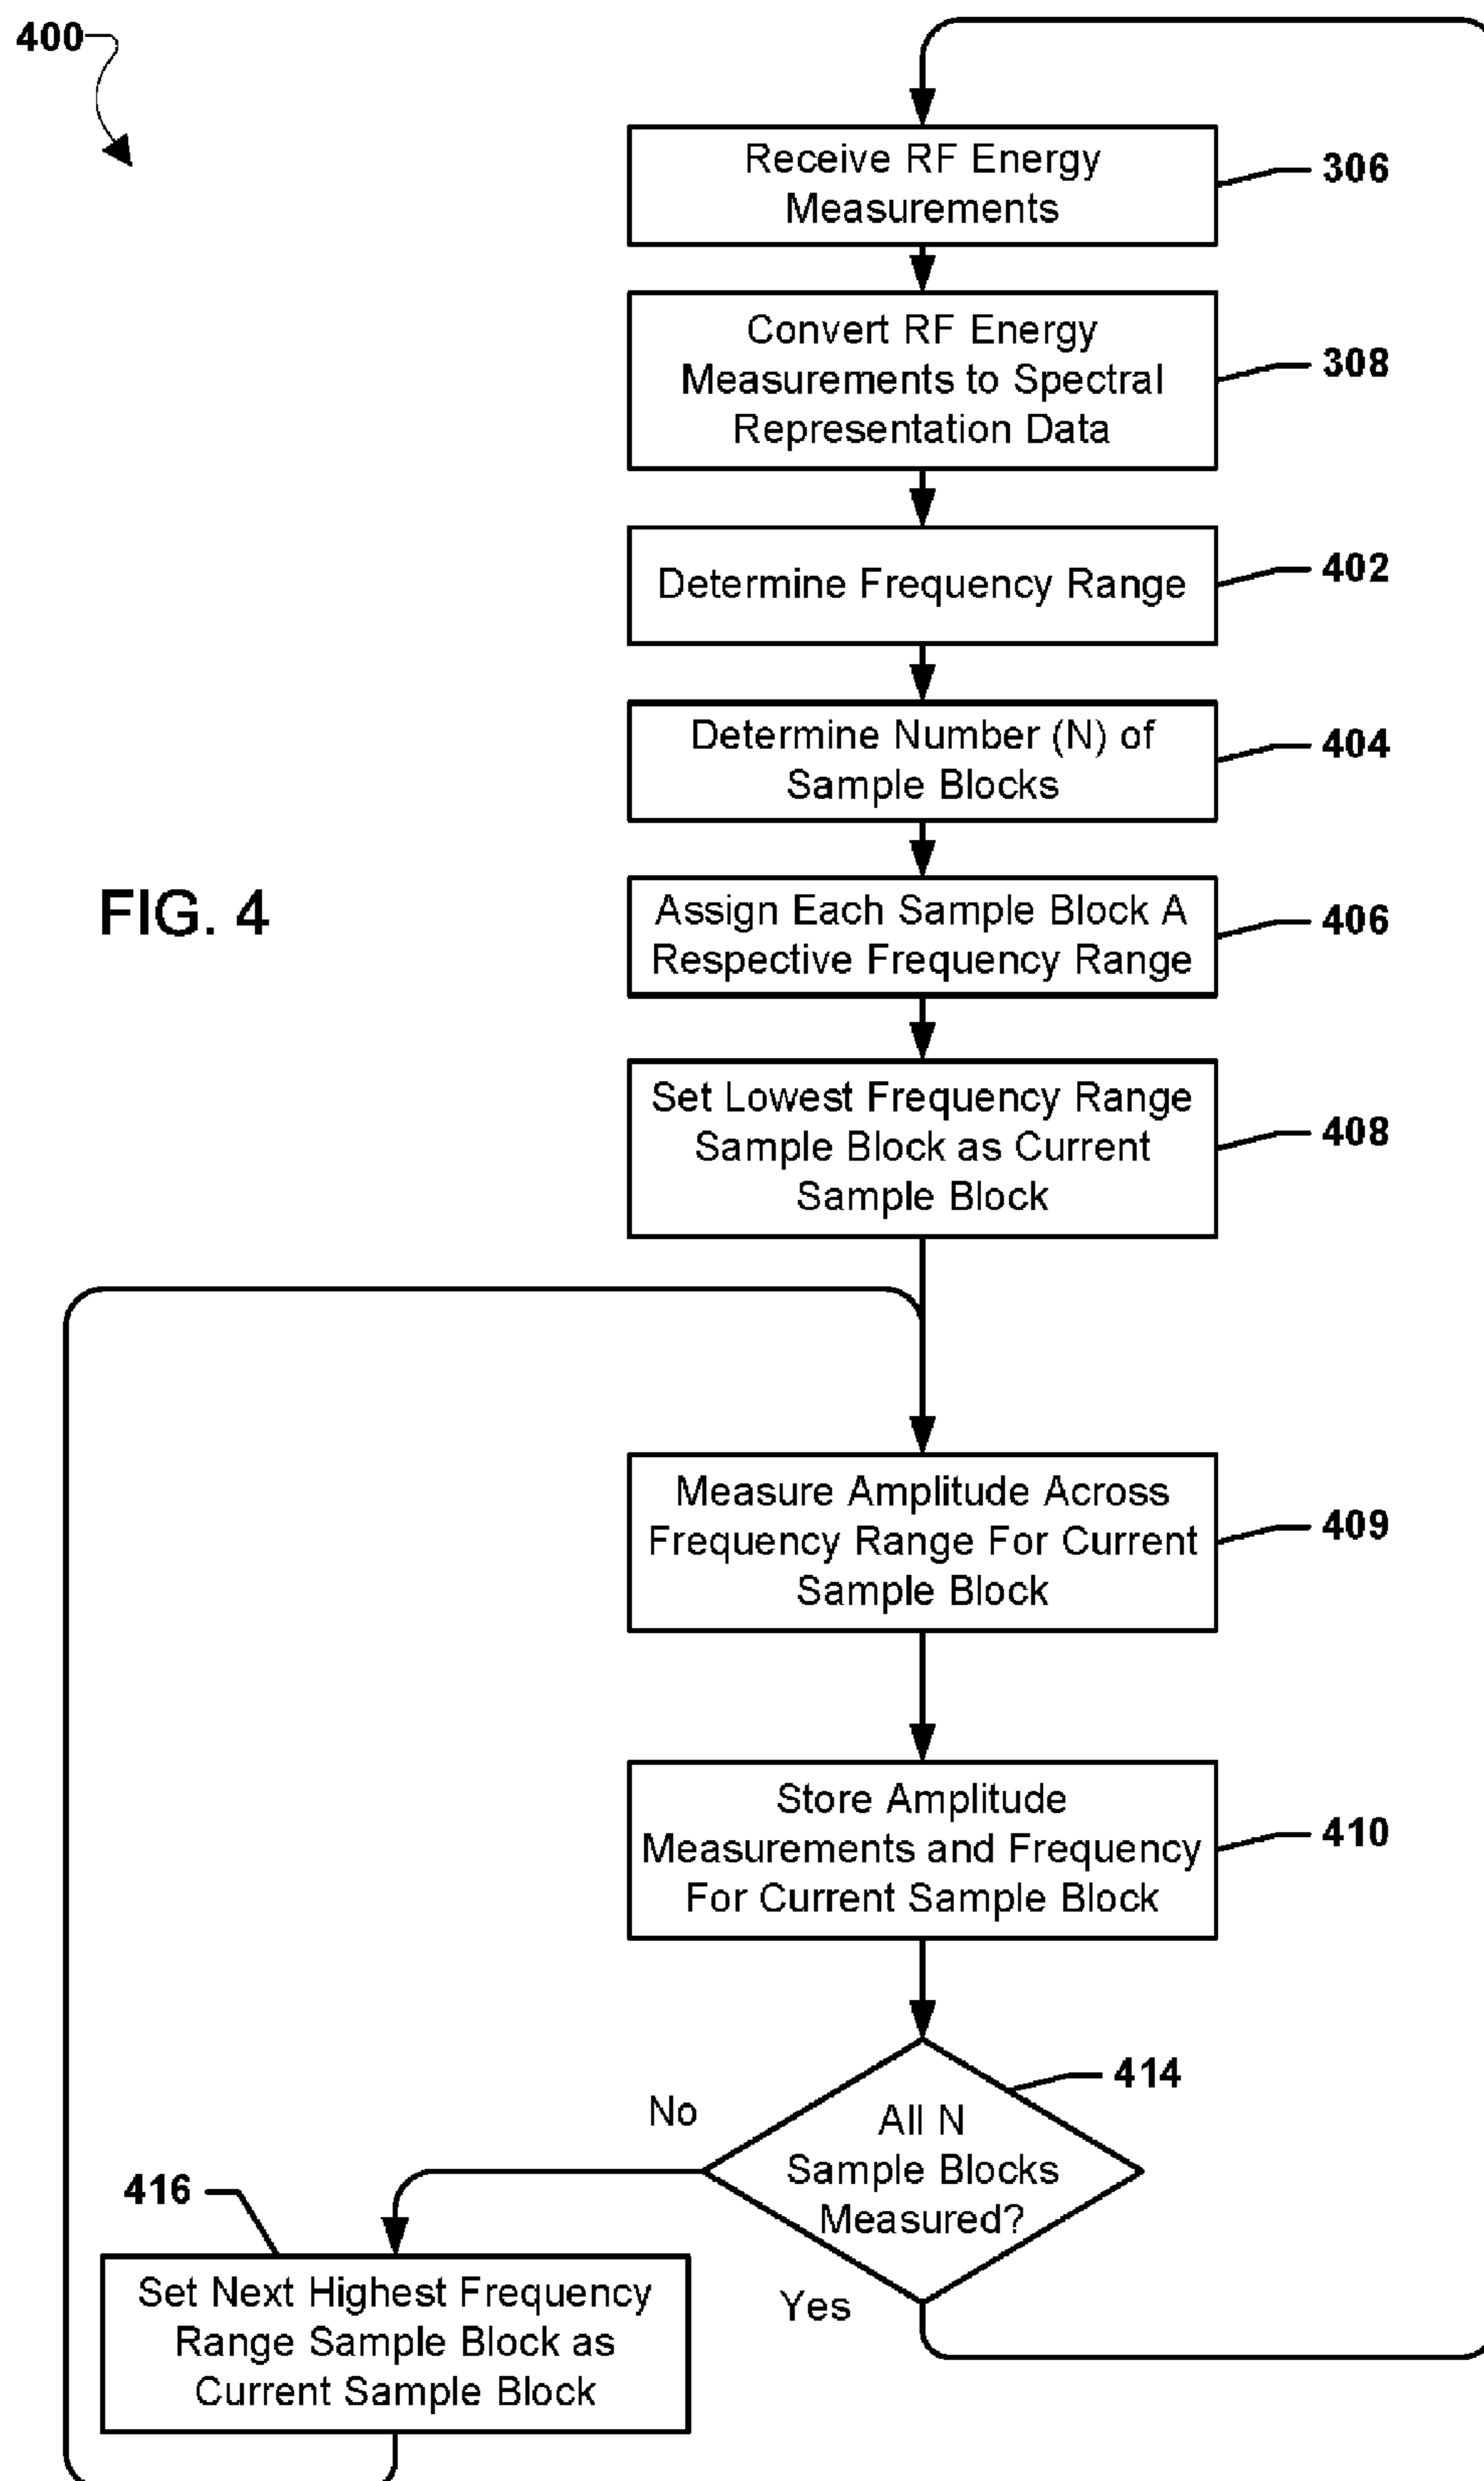 400
Receive RF Energy
Measurements
306
Convert RF Energy
Measurements to Spectral
Representation Data
308
Determine Frequency Range
402
Determine Number (N) of
Sample Blocks
404
FIG. 4
Assign Each Sample Block A
Respective Frequency Range
406
Set Lowest Frequency Range
Sample Block as Current
Sample Block
408
Measure Amplitude Across
Frequency Range For Current
Sample Block
409
Store Amplitude
Measurements and Frequency
For Current Sample Block
410
All N
Sample Blocks
Measured?
414
No
Yes
416
Set Next Highest Frequency
Range Sample Block as
Current Sample Block